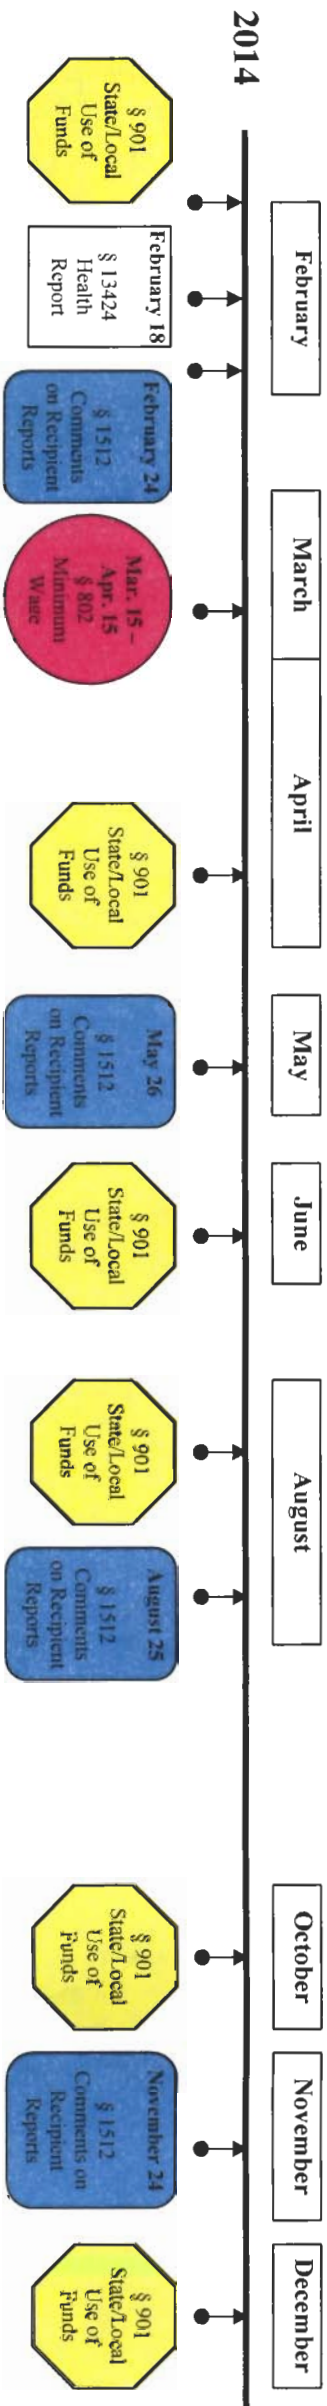 2014
February
March
April
May
June
August
October
November
December
§ 901
State/Local
Use of
Funds
February 18
§ 13424
Health
Report
February 24
§ 1512
Comments
on Recipient
Reports
Mar. 15 –
Apr. 15
§ 802
Minimum
Wage
§ 901
State/Local
Use of
Funds
May 26
§ 1512
Comments
on Recipient
Reports
§ 901
State/Local
Use of
Funds
§ 901
State/Local
Use of
Funds
August 25
§ 1512
Comments
on Recipient
Reports
§ 901
State/Local
Use of
Funds
November 24
§ 1512
Comments on
Recipient
Reports
§ 901
State/Local
Use of
Funds